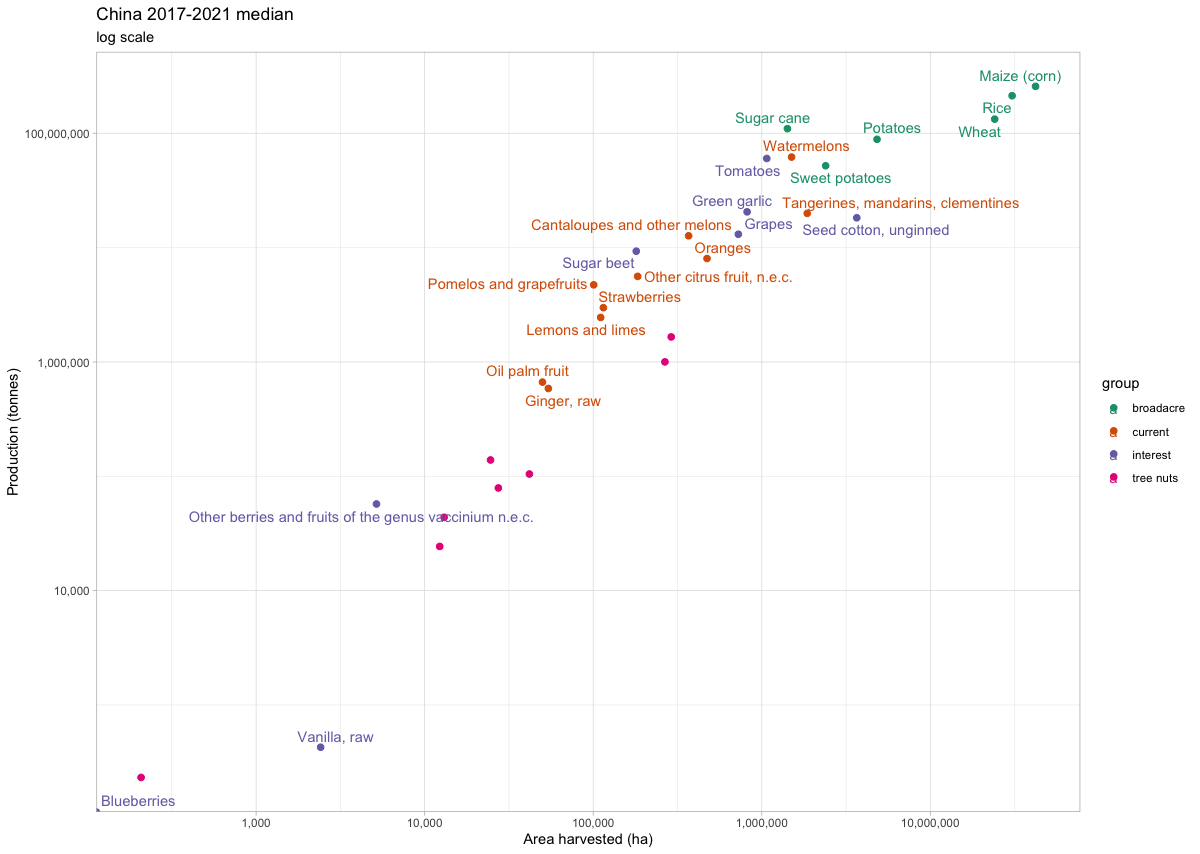 China 2017-2021 median
log scale
Maize (corn)
Rice
Sugar cane
Potatoes
Wheat
100,000,000
Watermelons
Tomatoes
Sweet potatoes
Green garlic
Tangerines, mandarins, clementines
Cantaloupes and other melons
Grapes
Seed cotton, unginned
Oranges
Sugar beet
Other citrus fruit, n.e.c.
Pomelos and grapefruits
Strawberries
Lemons and limes
1,000,000
Oil palm fruit
Ginger, raw
Production (tonnes)
Other berries and fruits of the genus vaccinium n.e.c.
10,000
Vanilla, raw
Blueberries
1,000
10,000
100,000
1,000,000
10,000,000
Area harvested (ha)
group
a broadacre
a current
a interest
a tree nuts